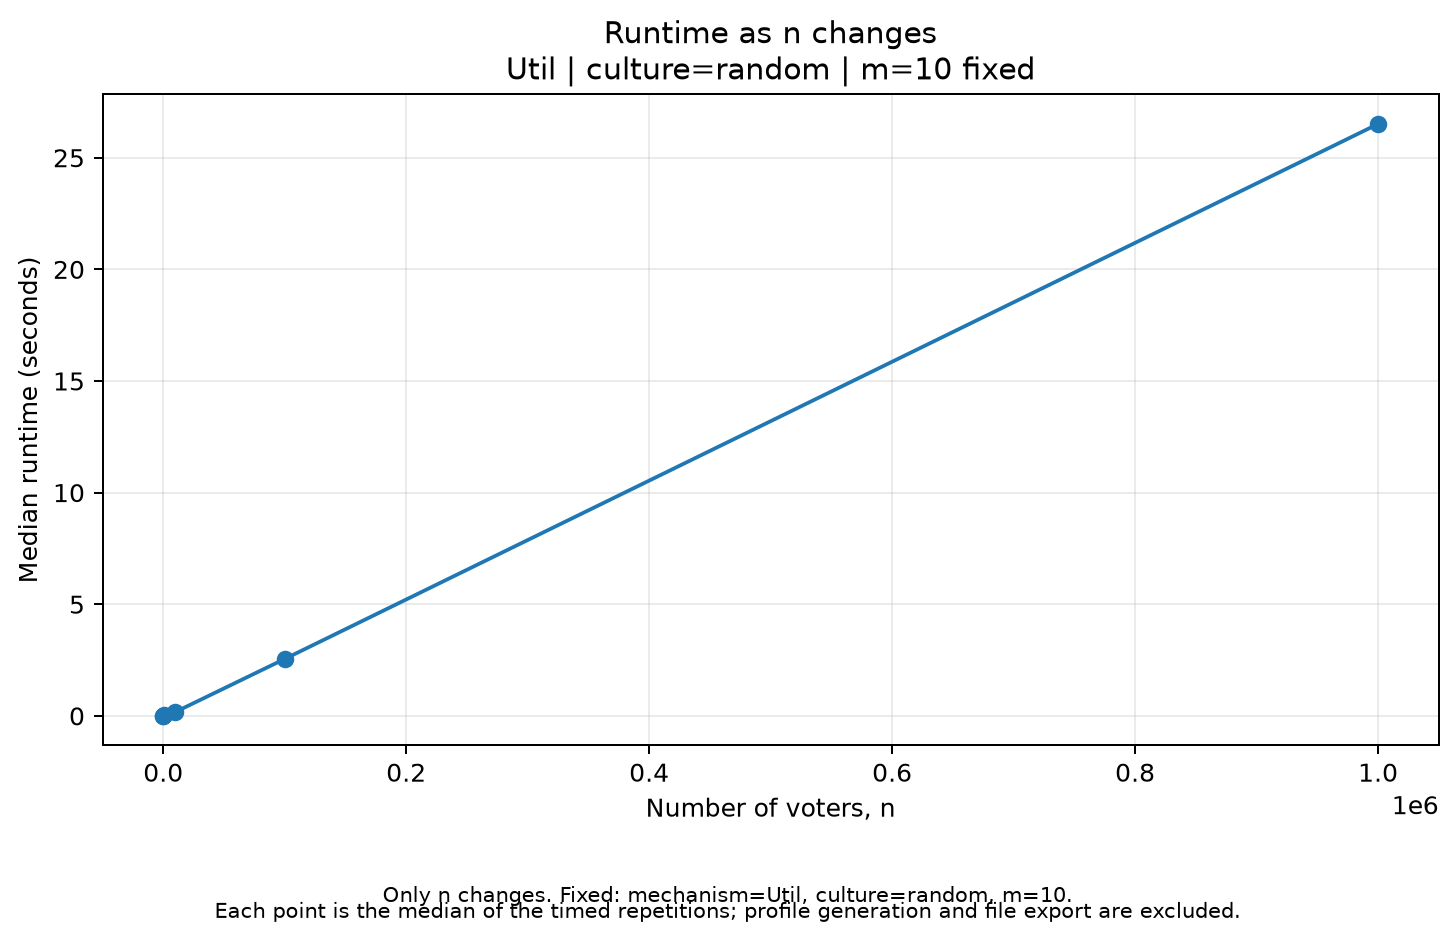 Runtime as n changes
Util | culture=random | m=10 fixed
Median runtime (seconds)
25
20
15
10
5
0
0.0 0.2 0.4 0.6 0.8 1.0
1e6
Number of voters, n
Only n changes. Fixed: mechanism=Util, culture=random, m=10.
Each point is the median of the timed repetitions; profile generation and file export are excluded.